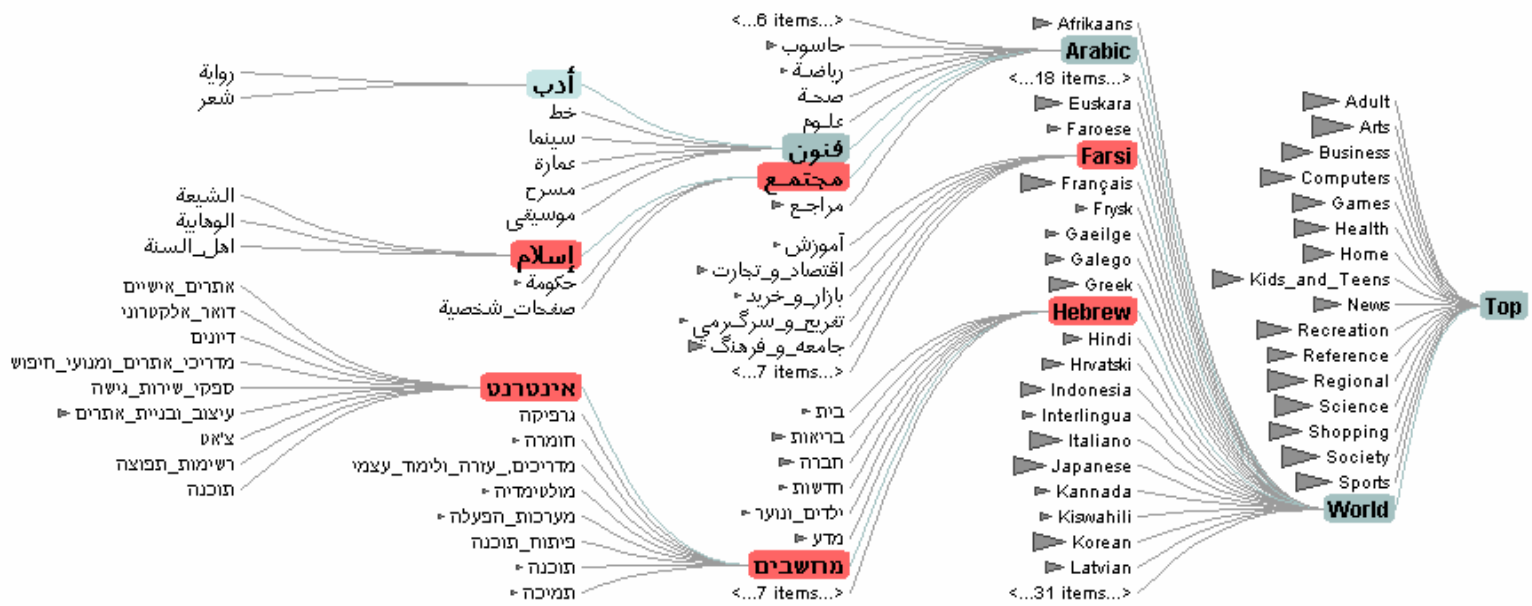 Top
Adult
Arts
Business
Computers
Games
Health
Home
Kids_and_Teens
News
Recreation
Reference
Regional
Science
Shopping
Society
Sports
World
Afrikaans
Arabic
<...18 items...>
Euskara
Faroese
Farsi
Français
Frysk
Gaeilge
Galego
Greek
Hebrew
Hindi
Hrvatski
Indonesia
Interlingua
Italiano
Japanese
Kannada
Kiswahili
Korean
Latvian
<...31 items...>
<...6 items...>
حاسوب
رياضة
صحة
علوم
فنون
مجتمع
مراجع
آموزش
اقتصاد_و_تجارت
بازار_و_خرید
تفریح_و_سرگرمي
جامعه_و_فرهنگ
<...7 items...>
בית
בריאות
חברה
חדשות
ילדים_ונוער
מדע
מחשבים
<...7 items...>
أدب
خط
سينما
عمارة
مسرح
موسيقى
إسلام
حكومة
صفحات_شخصية
אינטרנט
גרפיקה
חומרה
מדריכים,_עזרה_ולימוד_עצמי
מולטימדיה
מערכות_הפעלה
פיתוח_תוכנה
תוכנה
תמיכה
رواية
شعر
الشيعة
الوهابية
اهل_السنة
אתרים_אישיים
דואר_אלקטרוני
דיונים
מדריכי_אתרים_ומנועי_חיפוש
ספקי_שירות_גישה
עיצוב_ובניית_אתרים
צ'אט
רשימות_תפוצה
תוכנה